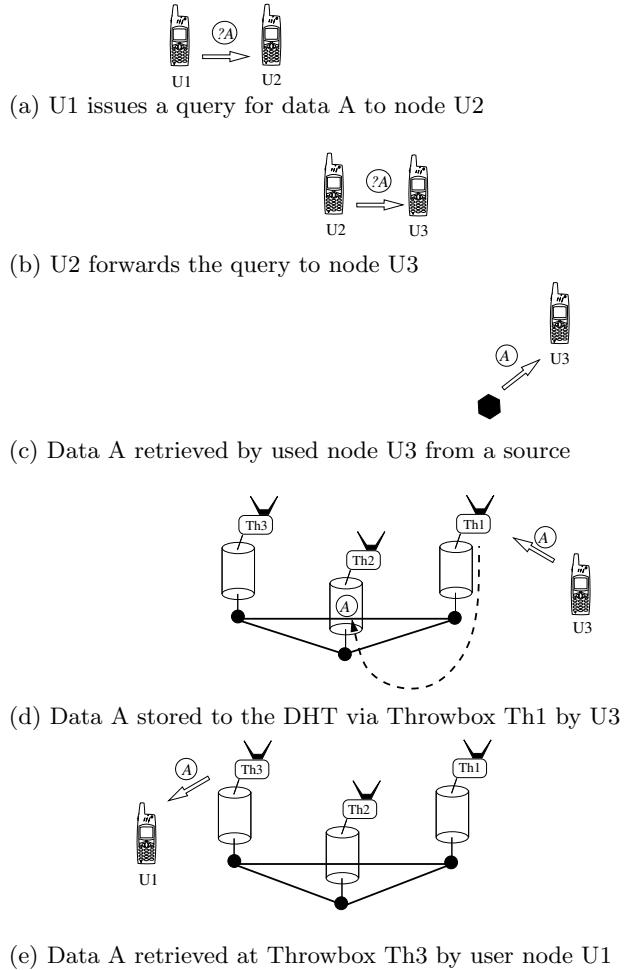 ?A
U1 U2
(a) U1 issues a query for data A to node U2
?A
U2 U3
(b) U2 forwards the query to node U3
A
U3
(c) Data A retrieved by used node U3 from a source
Th3 Th1
A
Th2
A
U3
(d) Data A stored to the DHT via Throwbox Th1 by U3
A
Th3 Th1
Th2
U1
(e) Data A retrieved at Throwbox Th3 by user node U1